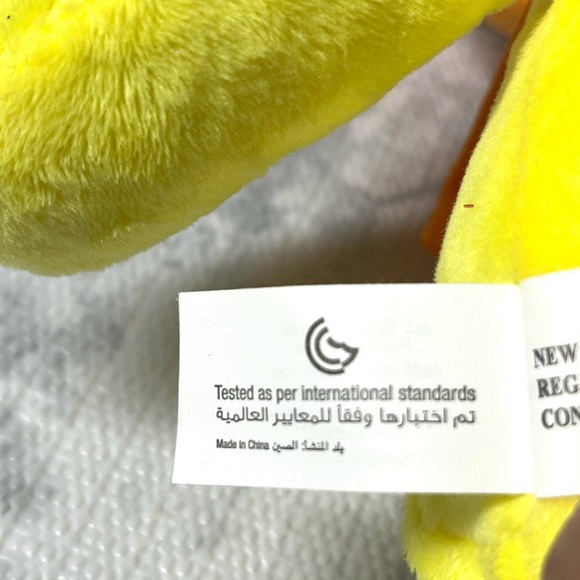 Tested as per international standards
تم اختبارها وفقاً للمعايير العالمية
Made in China بلد المنشأ: الصين
NEW
REG
CON